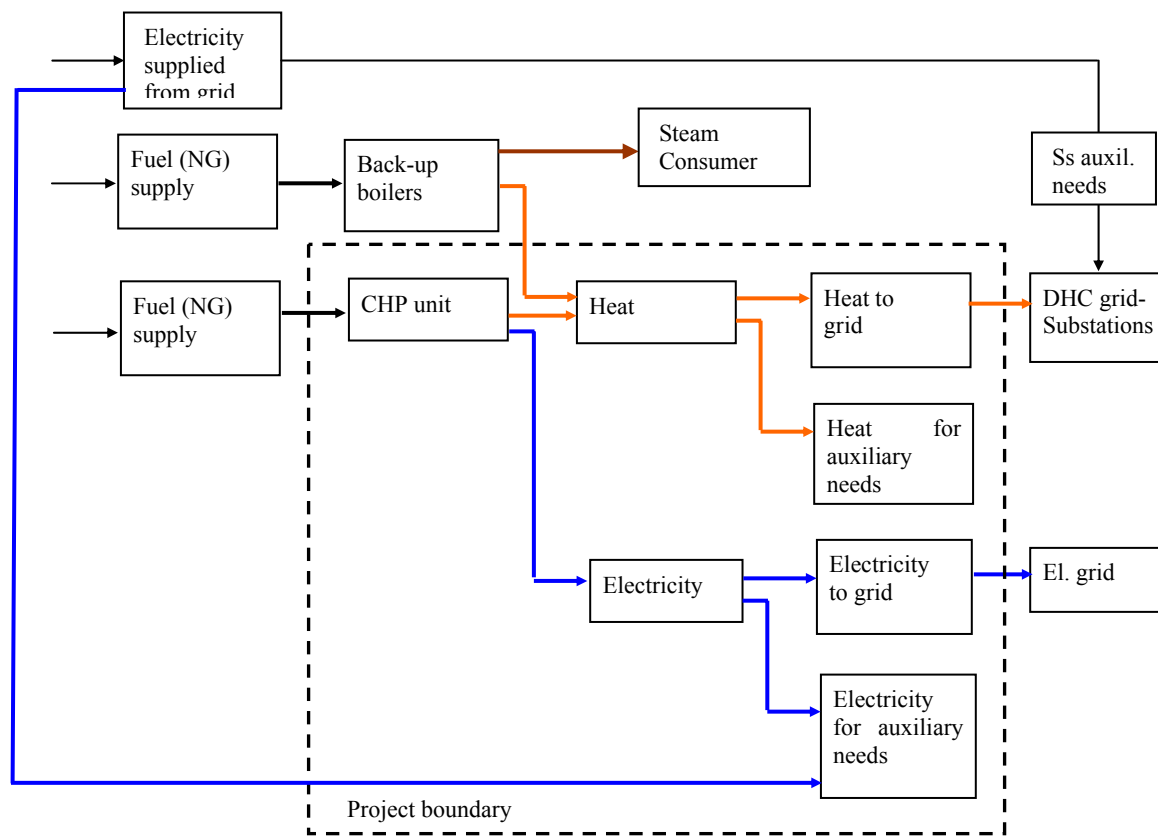 Electricity
supplied
from grid
Steam
Consumer
Ss auxil.
needs
Fuel (NG)
supply
Back-up
boilers
Fuel (NG)
supply
CHP unit
Heat
Heat to
grid
DHC grid-
Substations
Heat for
auxiliary
needs
Electricity
Electricity
to grid
El. grid
Electricity
for auxiliary
needs
Project boundary